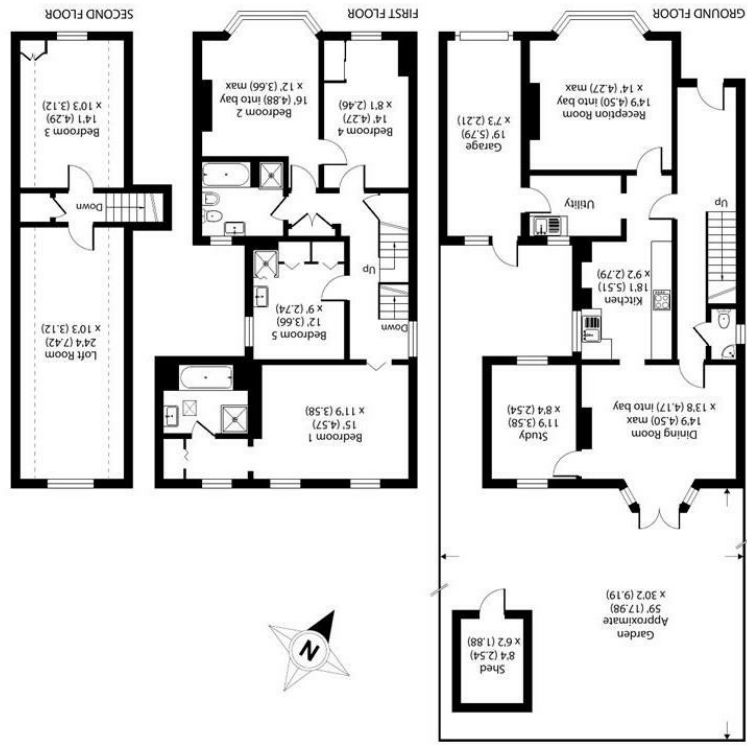 GROUND FLOOR
Garden
Approximate
59' (17.98)
x 30'2 (9.19)
Shed
8'4 (2.54)
x 6'2 (1.88)
Dining Room
14'9 (4.50) max
x 13'8 (4.17) into bay
Study
11'9 (3.58)
x 8'4 (2.54)
Kitchen
18'1 (5.51)
x 9'2 (2.79)
Up
Utility
Reception Room
14'9 (4.50) into bay
x 14' (4.27) max
Garage
19' (5.79)
x 7'3 (2.21)
FIRST FLOOR
N
Bedroom 1
15' (4.57)
x 11'9 (3.58)
Bedroom 5
12' (3.66)
x 9' (2.74)
Down
Up
Bedroom 4
14' (4.27)
x 8'1 (2.46)
Bedroom 2
16' (4.88) into bay
x 12' (3.66) max
SECOND FLOOR
Loft Room
24'4 (7.42)
x 10'3 (3.12)
Down
Bedroom 3
14'1 (4.29)
x 10'3 (3.12)